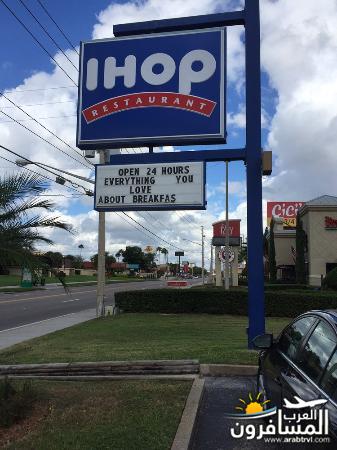 IHOP
RESTAURANT
OPEN 24 HOURS
EVERYTHING YOU
LOVE
ABOUT BREAKFAS
CiCi's
العرب
المسافرون
www.arabtrvl.com